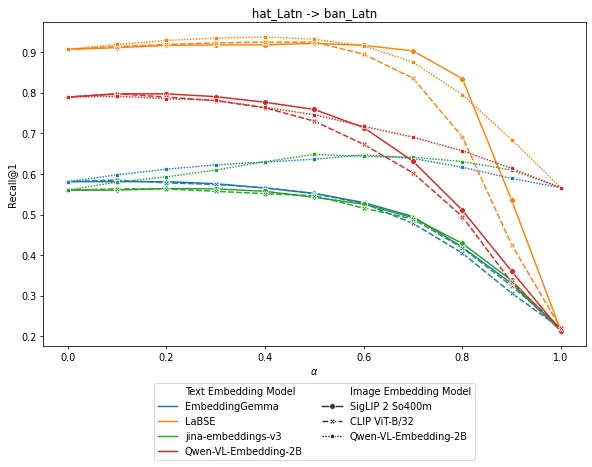 hat_Latn -> ban_Latn
Recall@1
0.9
0.8
0.7
0.6
0.5
0.4
0.3
0.2
0.0
0.2
0.4
0.6
0.8
1.0
α
Text Embedding Model
EmbeddingGemma
LaBSE
jina-embeddings-v3
Qwen-VL-Embedding-2B
Image Embedding Model
SigLIP 2 So400m
CLIP ViT-B/32
Qwen-VL-Embedding-2B